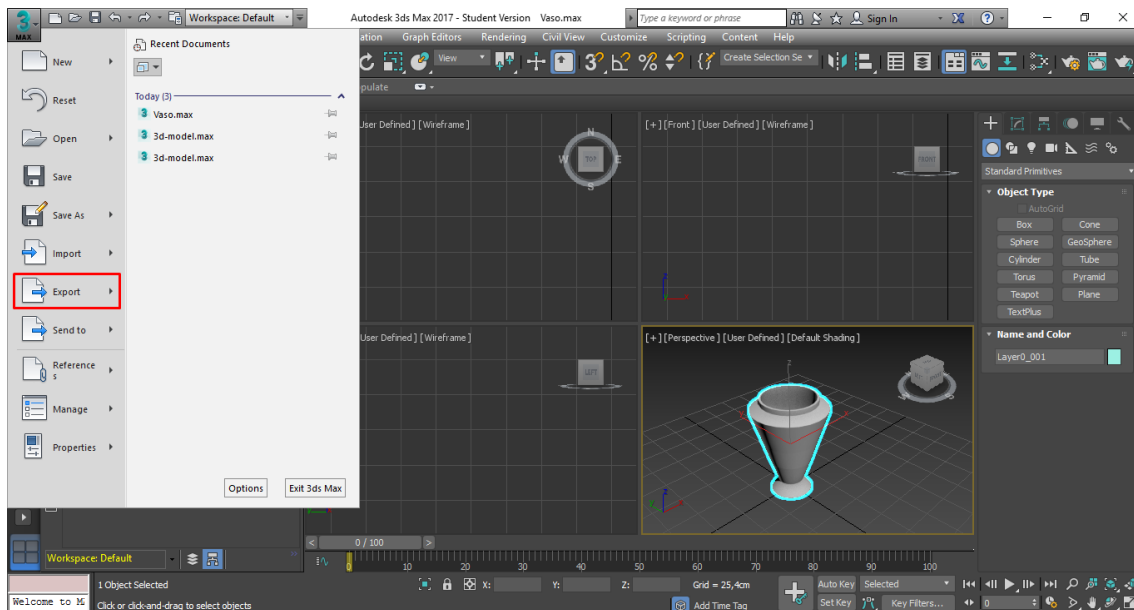 Workspace: Default
Autodesk 3ds Max 2017 - Student Version Vaso.max
Type a keyword or phrase
Sign In
MAX
Recent Documents
ation Graph Editors Rendering Civil View Customize Scripting Content Help
New
View
Create Selection Se
Reset
Today (3)
pulate
Vaso.max
3d-model.max
3d-model.max
Open
Save
Save As
Import
Export
Send to
Reference
s
Manage
Properties
Options
Exit 3ds Max
User Defined ] [Wireframe ]
N
W
TOP
E
S
[+] [Front ] [User Defined ] [Wireframe ]
FRONT
z
User Defined ] [Wireframe ]
LEFT
[+] [Perspective ] [User Defined ] [Default Shading ]
z
z
Standard Primitives
Object Type
AutoGrid
Box Cone
Sphere GeoSphere
Cylinder Tube
Torus Pyramid
Teapot Plane
TextPlus
Name and Color
Layer0_001
0 / 100
Workspace: Default
0 10 20 30 40 50 60 70 80 90 100
1 Object Selected
X:
Y:
Z:
Grid = 25,4cm
Auto Key Selected
Welcome to M
Click or click-and-drag to select objects
Add Time Tag
Set Key Key Filters...
0